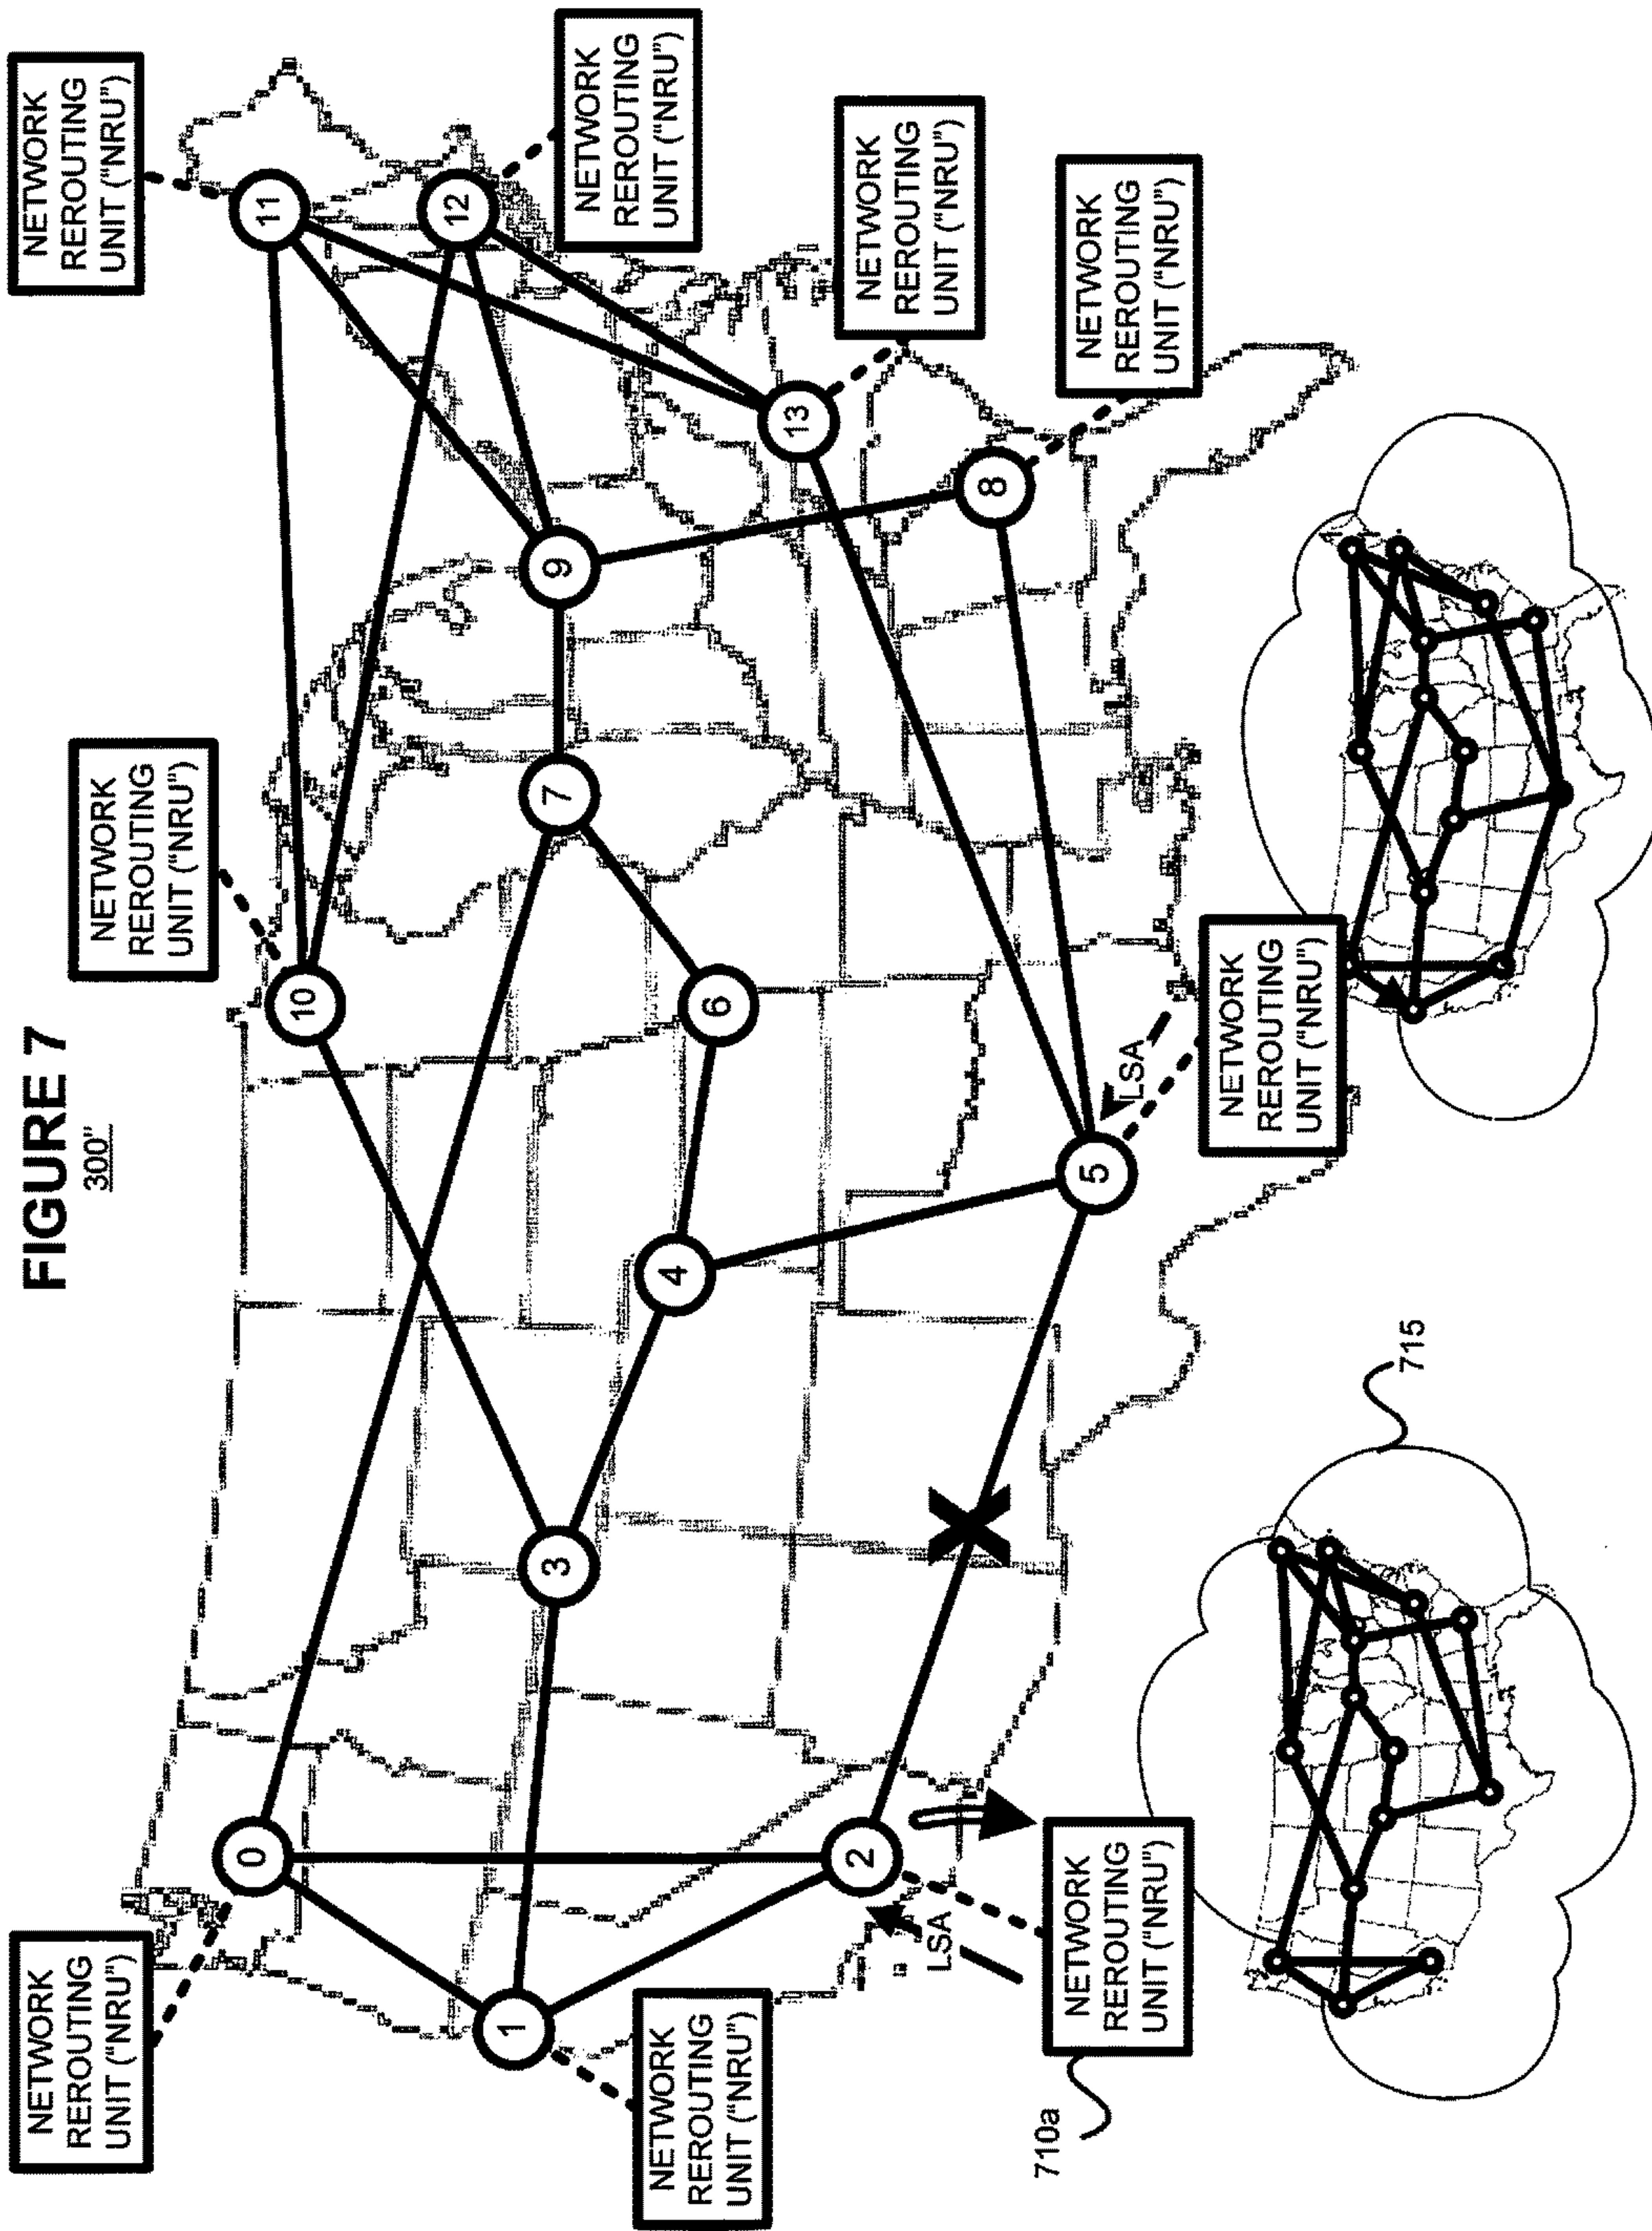 FIGURE 7
300"
NETWORK
REROUTING
UNIT ("NRU")
0
NETWORK
REROUTING
UNIT ("NRU")
1
NETWORK
REROUTING
UNIT ("NRU")
10
NETWORK
REROUTING
UNIT ("NRU")
11
NETWORK
REROUTING
UNIT ("NRU")
12
3
7
9
4
6
NETWORK
REROUTING
UNIT ("NRU")
13
2
LSA
NETWORK
REROUTING
UNIT ("NRU")
710a
5
LSA
NETWORK
REROUTING
UNIT ("NRU")
8
NETWORK
REROUTING
UNIT ("NRU")
715